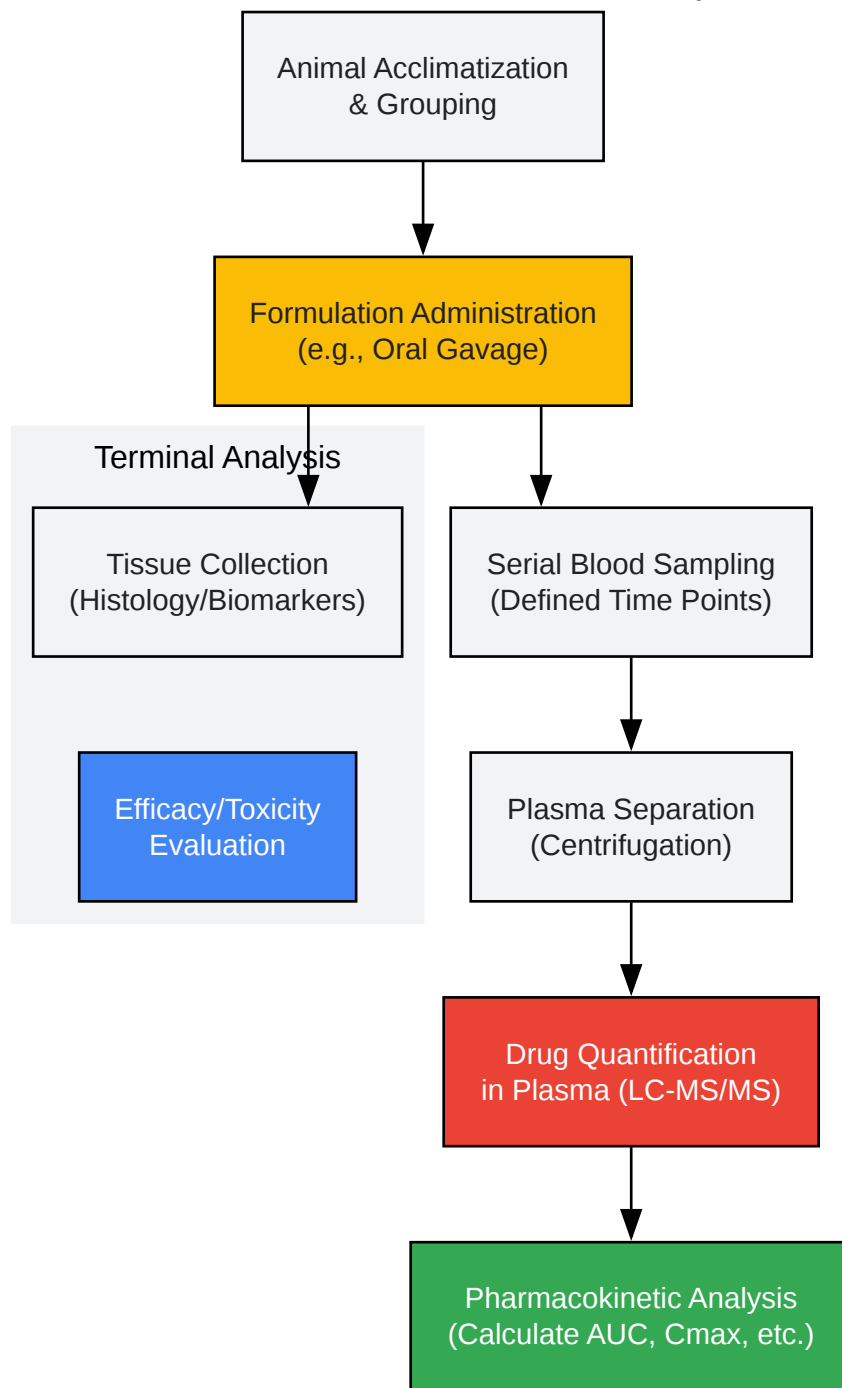 Animal Acclimatization
& Grouping
Formulation Administration
(e.g., Oral Gavage)
Terminal Analysis
Tissue Collection
(Histology/Biomarkers)
Serial Blood Sampling
(Defined Time Points)
Efficacy/Toxicity
Evaluation
Plasma Separation
(Centrifugation)
Drug Quantification
in Plasma (LC-MS/MS)
Pharmacokinetic Analysis
(Calculate AUC, Cmax, etc.)